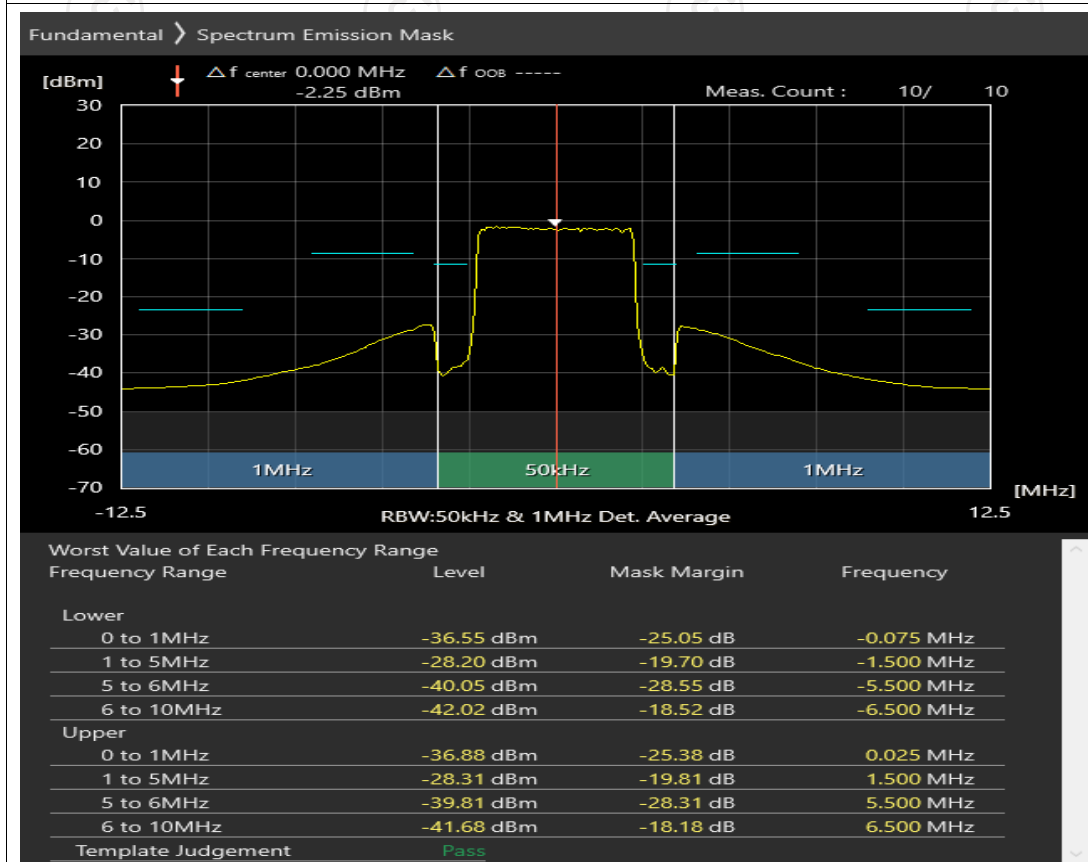 Fundamental ❯ Spectrum Emission Mask
[dBm]
Δf center 0.000 MHz Δf OOB -----
-2.25 dBm
Meas. Count : 10/ 10
30
20
10
0
-10
-20
-30
-40
-50
-60
-70
1MHz 50kHz 1MHz
[MHz]
-12.5 RBW:50kHz & 1MHz Det. Average 12.5
Worst Value of Each Frequency Range
Frequency Range Level Mask Margin Frequency
Lower
0 to 1MHz -36.55 dBm -25.05 dB -0.075 MHz
1 to 5MHz -28.20 dBm -19.70 dB -1.500 MHz
5 to 6MHz -40.05 dBm -28.55 dB -5.500 MHz
6 to 10MHz -42.02 dBm -18.52 dB -6.500 MHz
Upper
0 to 1MHz -36.88 dBm -25.38 dB 0.025 MHz
1 to 5MHz -28.31 dBm -19.81 dB 1.500 MHz
5 to 6MHz -39.81 dBm -28.31 dB 5.500 MHz
6 to 10MHz -41.68 dBm -18.18 dB 6.500 MHz
Template Judgement Pass